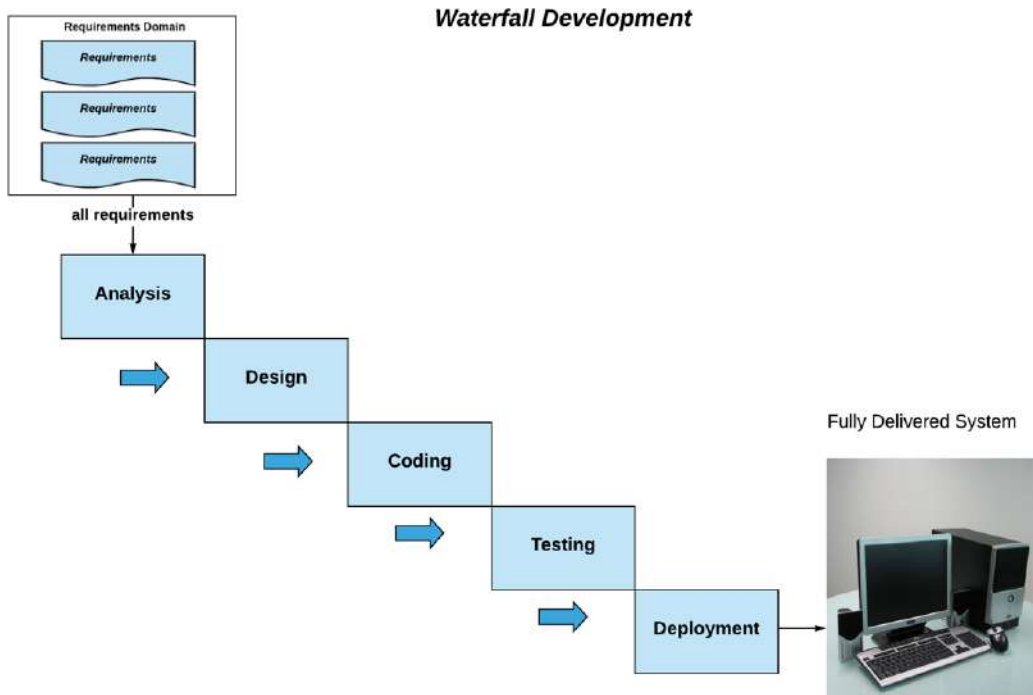 Waterfall Development
Requirements Domain
Requirements
Requirements
Requirements
all requirements
Analysis
Design
Coding
Testing
Deployment
Fully Delivered System